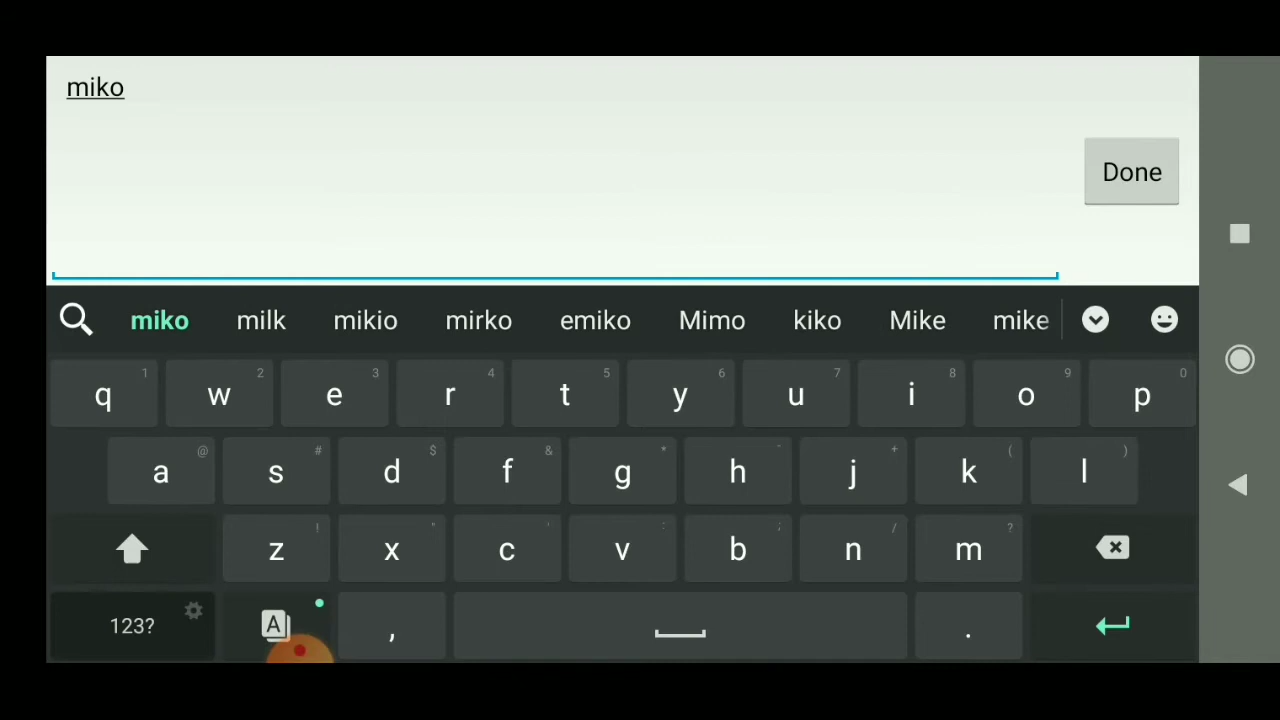 miko
Done
miko milk mikio mirko emiko Mimo kiko Mike mike
q 1 w 2 e 3 r 4 t 5 y 6 u 7 i 8 o 9 p 0
a @ s # d $ f & g * h - j + k ( l )
z ! x " c ' v : b ; n / m ?
123? A , .